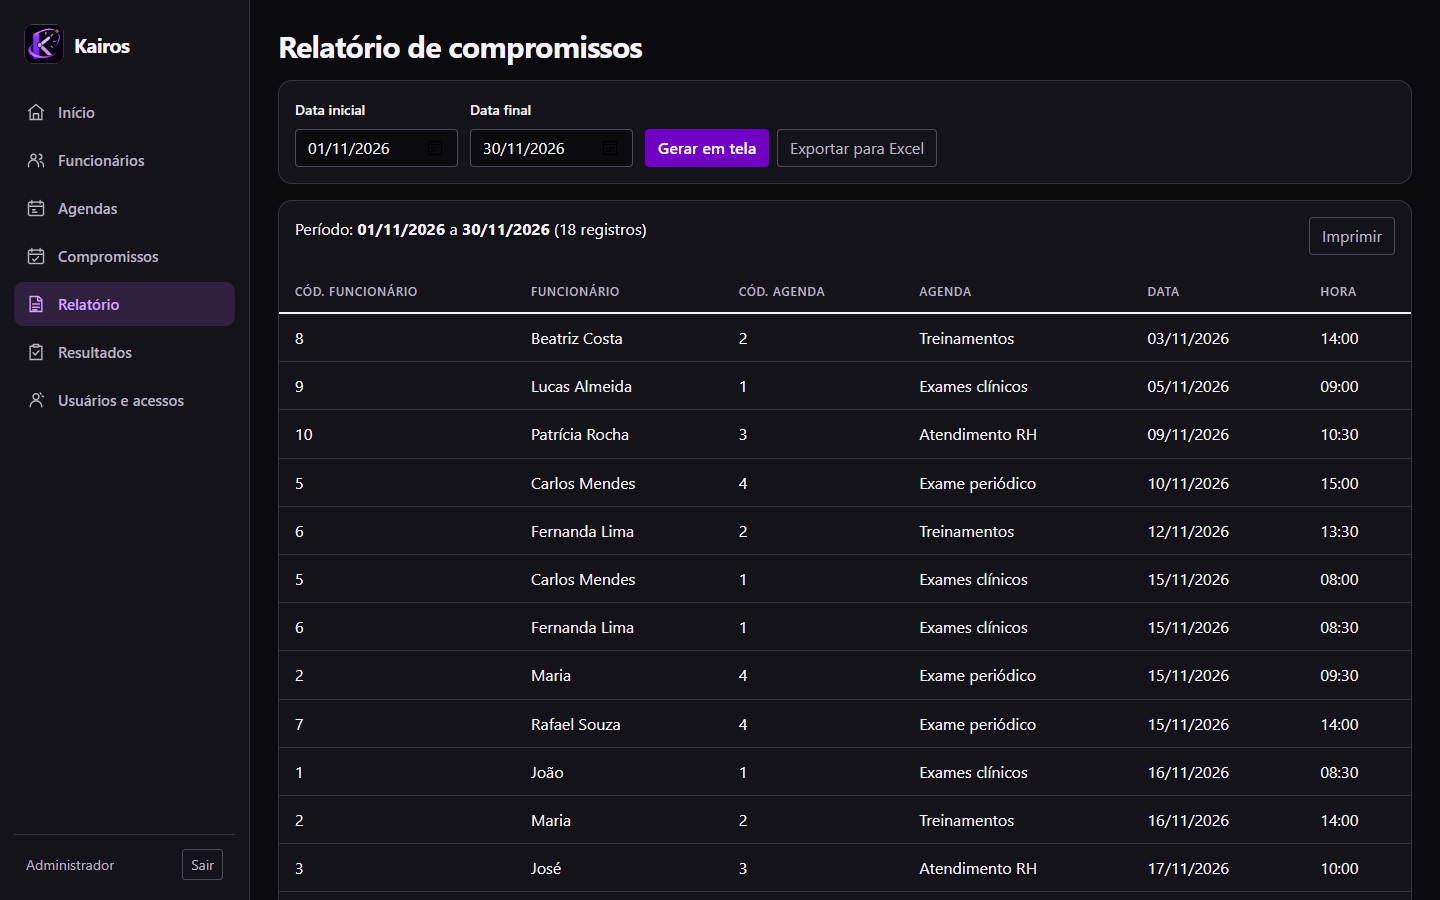 Kairos
Início
Funcionários
Agendas
Compromissos
Relatório
Resultados
Usuários e acessos
Administrador Sair
Relatório de compromissos
Data inicial Data final
01/11/2026 30/11/2026 Gerar em tela Exportar para Excel
Período: 01/11/2026 a 30/11/2026 (18 registros) Imprimir
CÓD. FUNCIONÁRIO FUNCIONÁRIO CÓD. AGENDA AGENDA DATA HORA
8 Beatriz Costa 2 Treinamentos 03/11/2026 14:00
9 Lucas Almeida 1 Exames clínicos 05/11/2026 09:00
10 Patrícia Rocha 3 Atendimento RH 09/11/2026 10:30
5 Carlos Mendes 4 Exame periódico 10/11/2026 15:00
6 Fernanda Lima 2 Treinamentos 12/11/2026 13:30
5 Carlos Mendes 1 Exames clínicos 15/11/2026 08:00
6 Fernanda Lima 1 Exames clínicos 15/11/2026 08:30
2 Maria 4 Exame periódico 15/11/2026 09:30
7 Rafael Souza 4 Exame periódico 15/11/2026 14:00
1 João 1 Exames clínicos 16/11/2026 08:30
2 Maria 2 Treinamentos 16/11/2026 14:00
3 José 3 Atendimento RH 17/11/2026 10:00